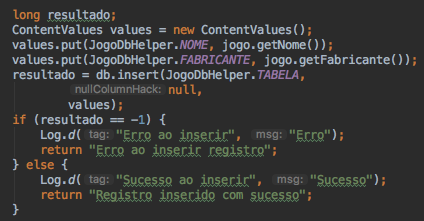 long resultado;
ContentValues values = new ContentValues();
values.put(JogoDbHelper.NOME, jogo.getNome());
values.put(JogoDbHelper.FABRICANTE, jogo.getFabricante());
resultado = db.insert(JogoDbHelper.TABELA,
nullColumnHack: null,
values);
if (resultado == -1) {
Log.d( tag: "Erro ao inserir", msg: "Erro");
return "Erro ao inserir registro";
} else {
Log.d( tag: "Sucesso ao inserir", msg: "Sucesso");
return "Registro inserido com sucesso";
}